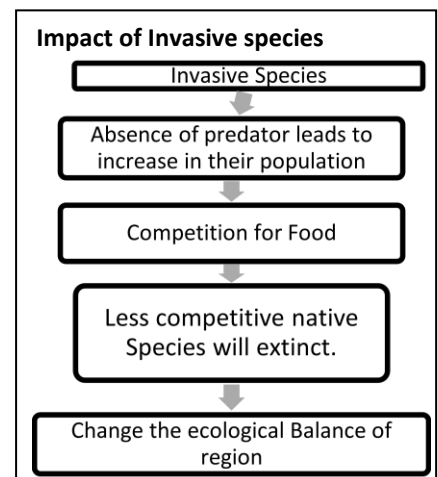 Impact of Invasive species
Invasive Species
Absence of predator leads to
increase in their population
Competition for Food
Less competitive native
Species will extinct.
Change the ecological Balance of
region